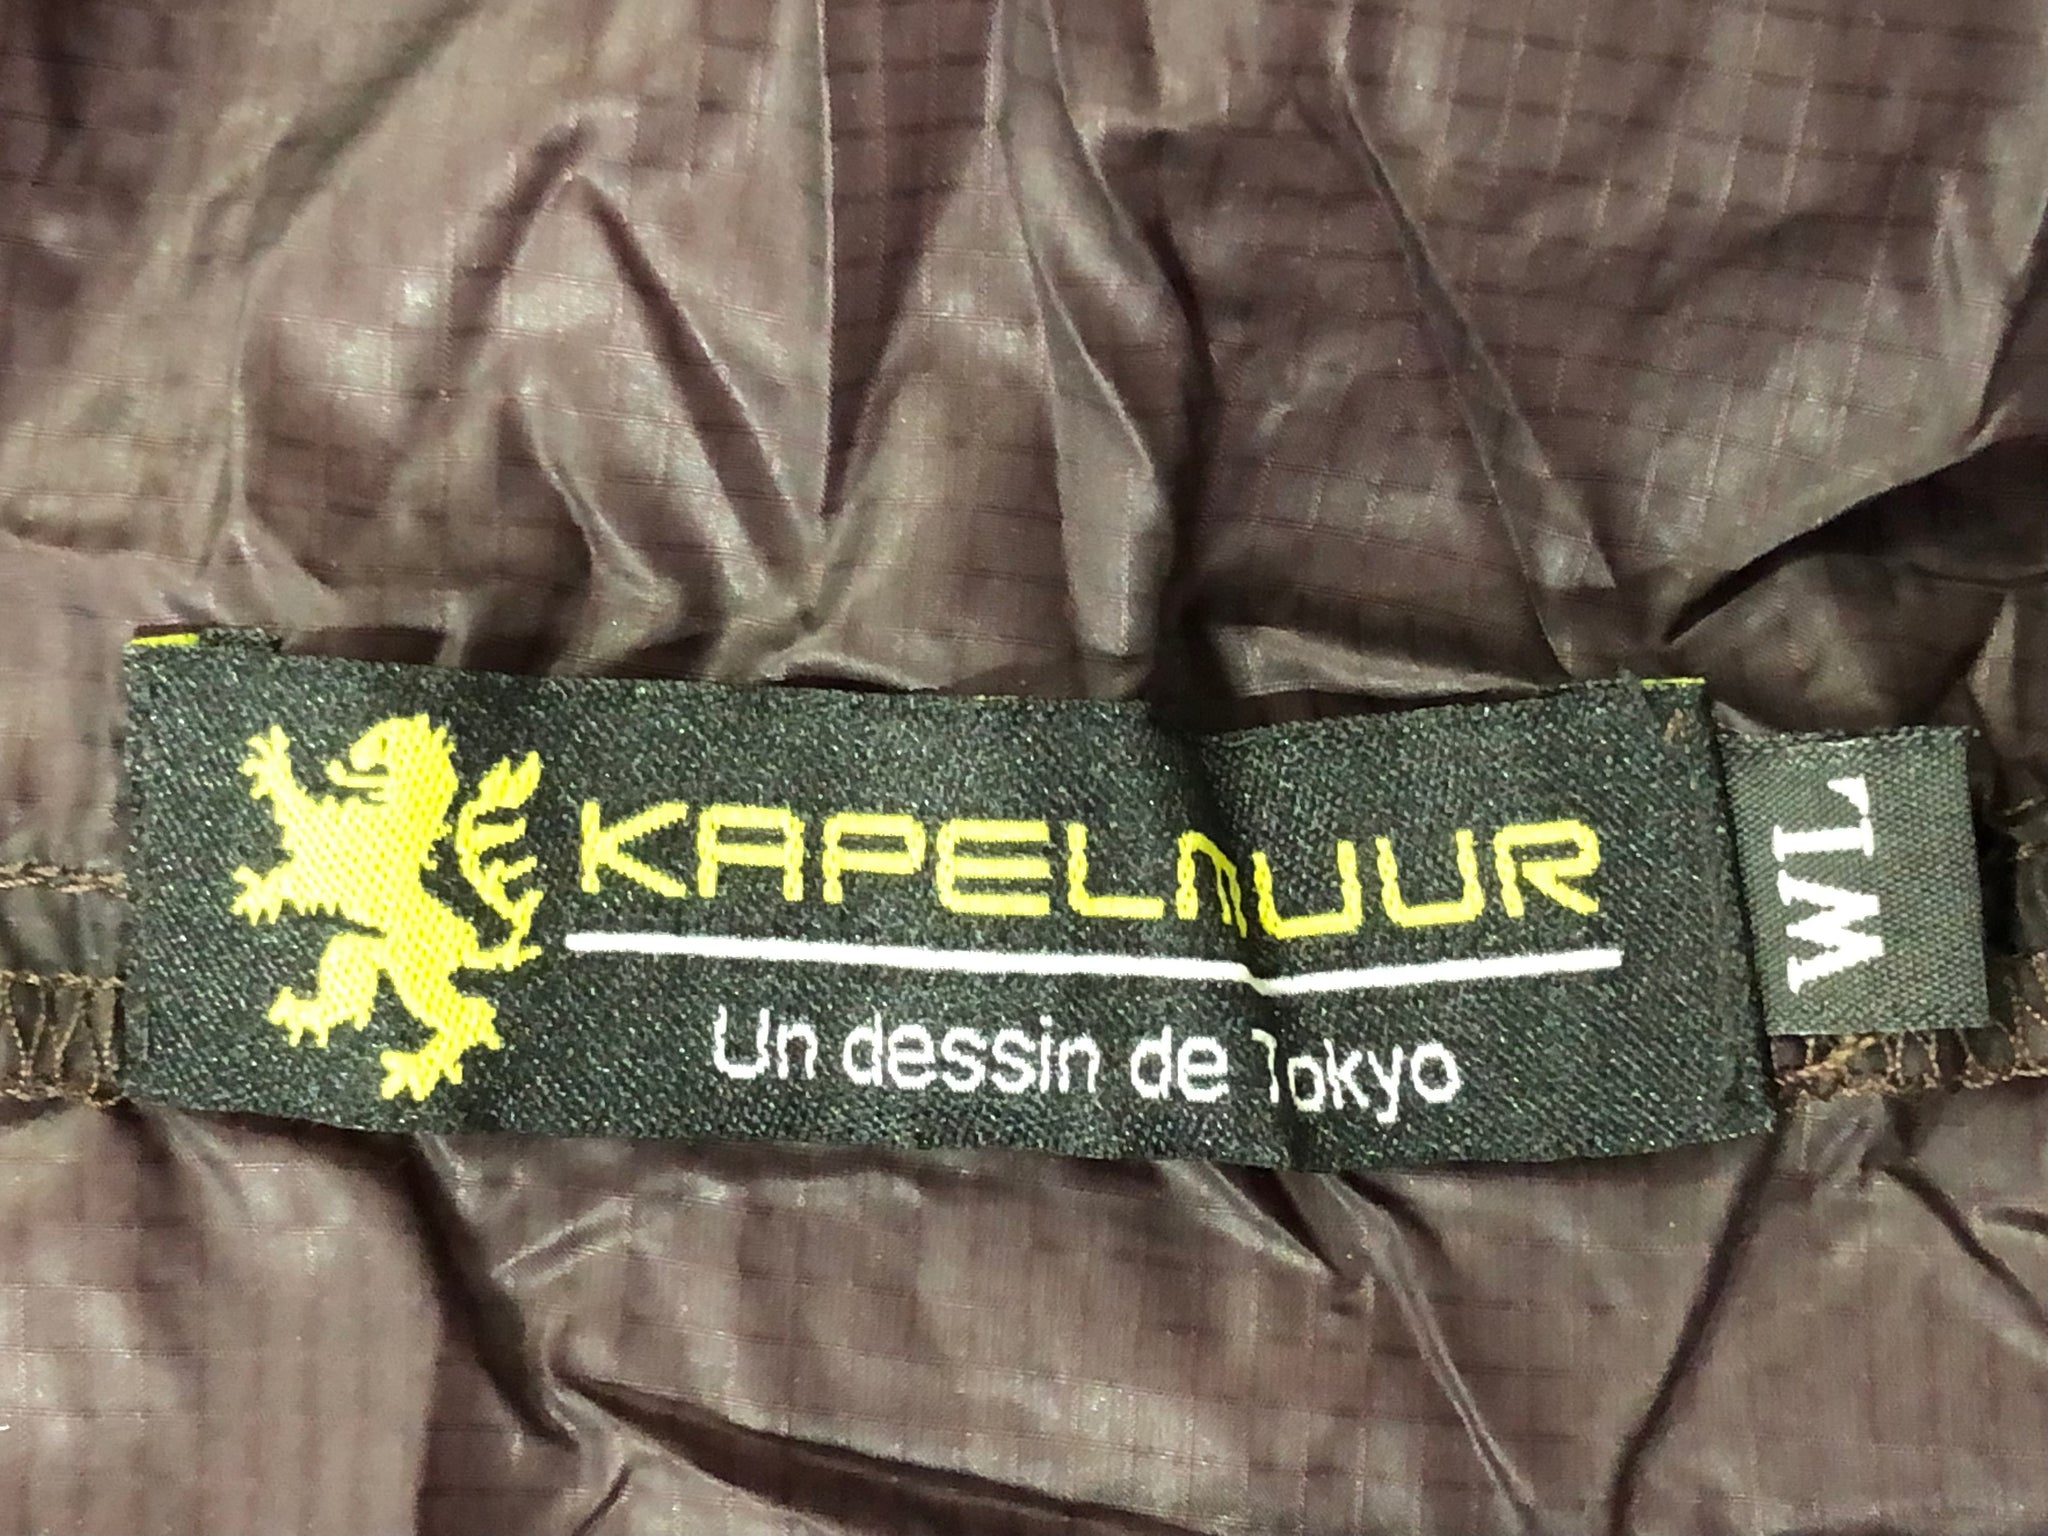 KAPELMUUR
Un dessin de Tokyo
WL